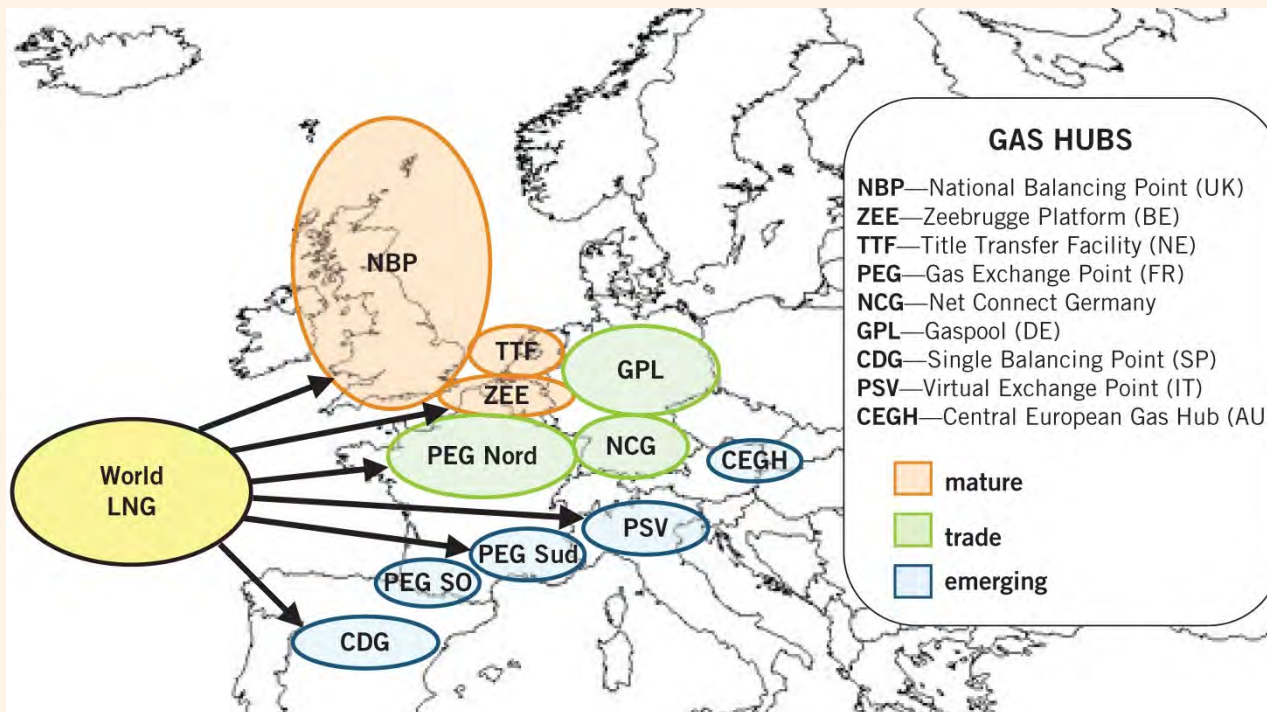 NBP
TTF
GPL
ZEE
PEG Nord
NCG
CEGH
World
LNG
PSV
PEG Sud
PEG SO
CDG
GAS HUBS
NBP—National Balancing Point (UK)
ZEE—Zeebrugge Platform (BE)
TTF—Title Transfer Facility (NE)
PEG—Gas Exchange Point (FR)
NCG—Net Connect Germany
GPL—Gaspool (DE)
CDG—Single Balancing Point (SP)
PSV—Virtual Exchange Point (IT)
CEGH—Central European Gas Hub (AU
mature
trade
emerging